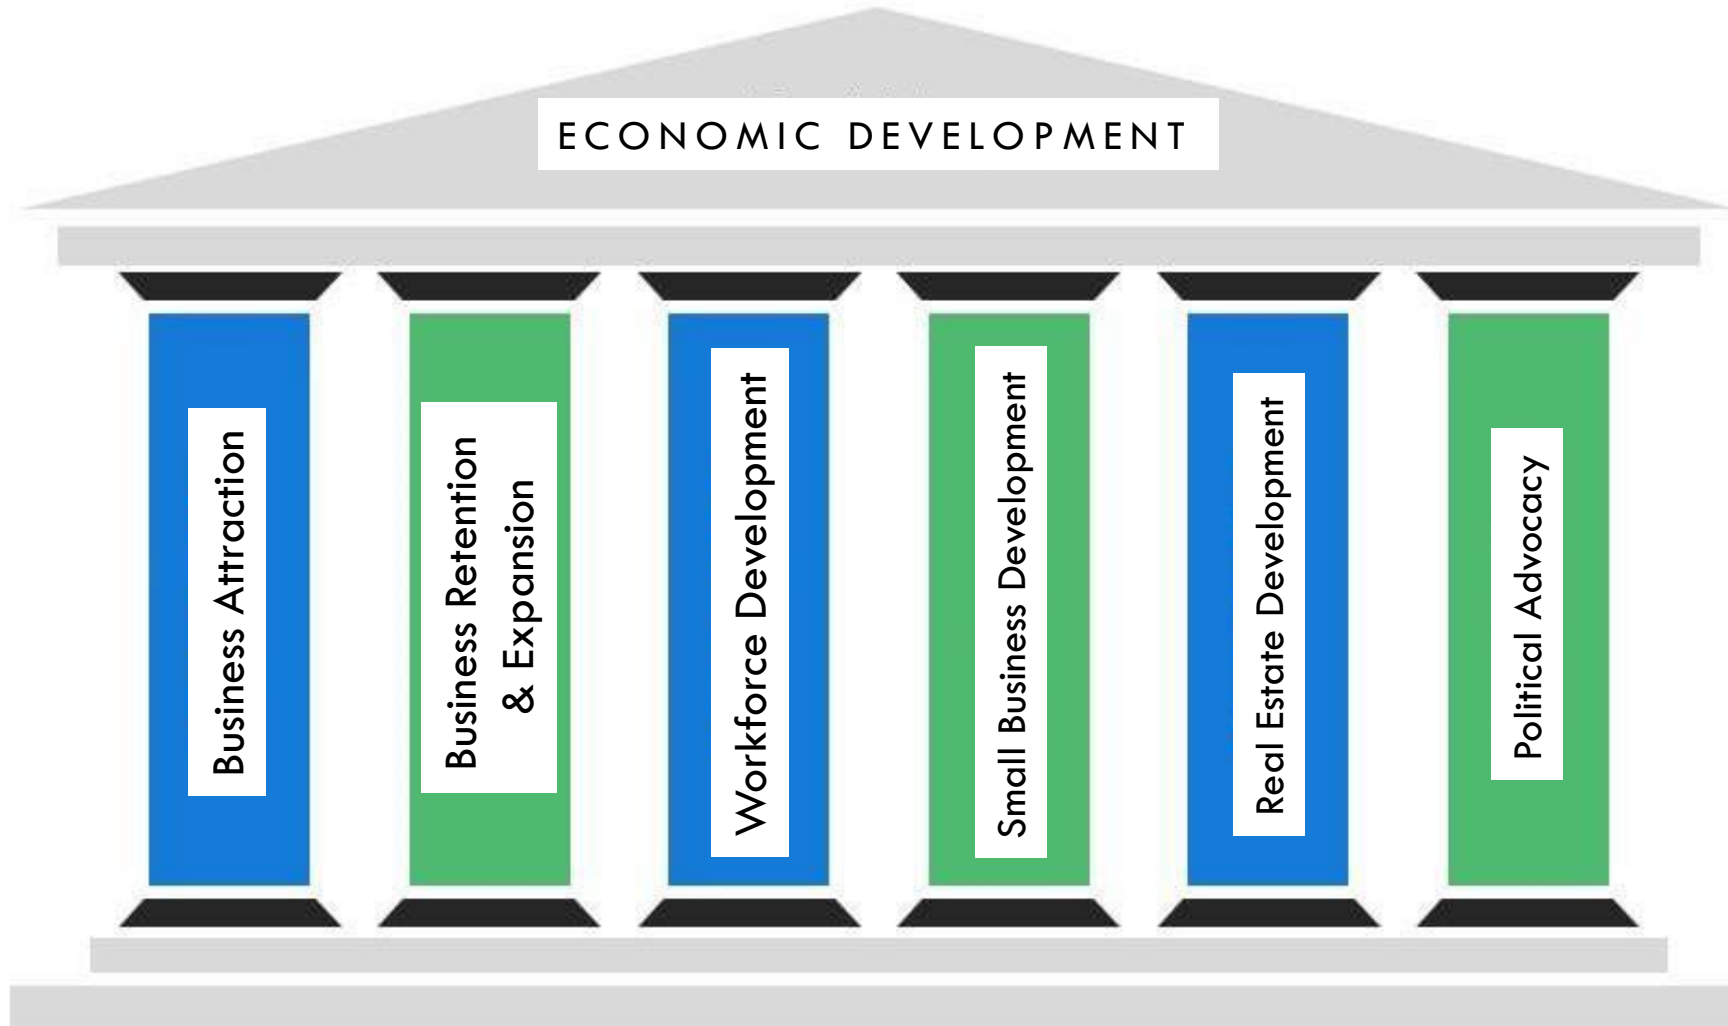 ECONOMIC DEVELOPMENT
Business Attraction
Business Retention
& Expansion
Workforce Development
Small Business Development
Real Estate Development
Political Advocacy